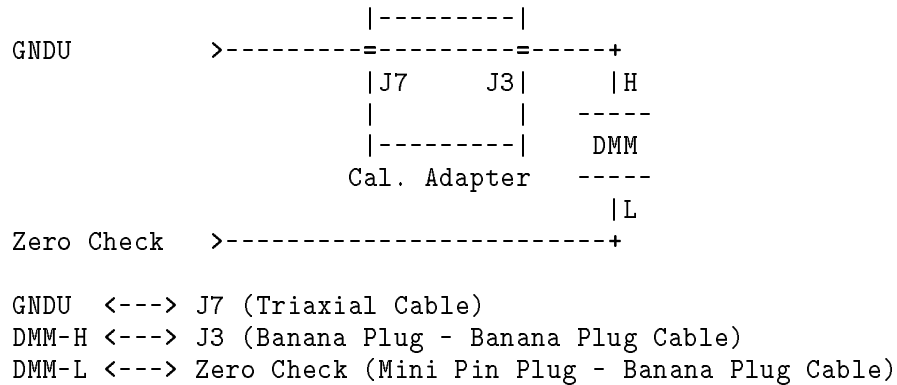 |---------|
GNDU >---------=---------=-----+
|J7 J3| |H
| | -----
|---------| DMM
Cal. Adapter -----
|L
Zero Check >-------------------------+
GNDU <---> J7 (Triaxial Cable)
DMM-H <---> J3 (Banana Plug - Banana Plug Cable)
DMM-L <---> Zero Check (Mini Pin Plug - Banana Plug Cable)